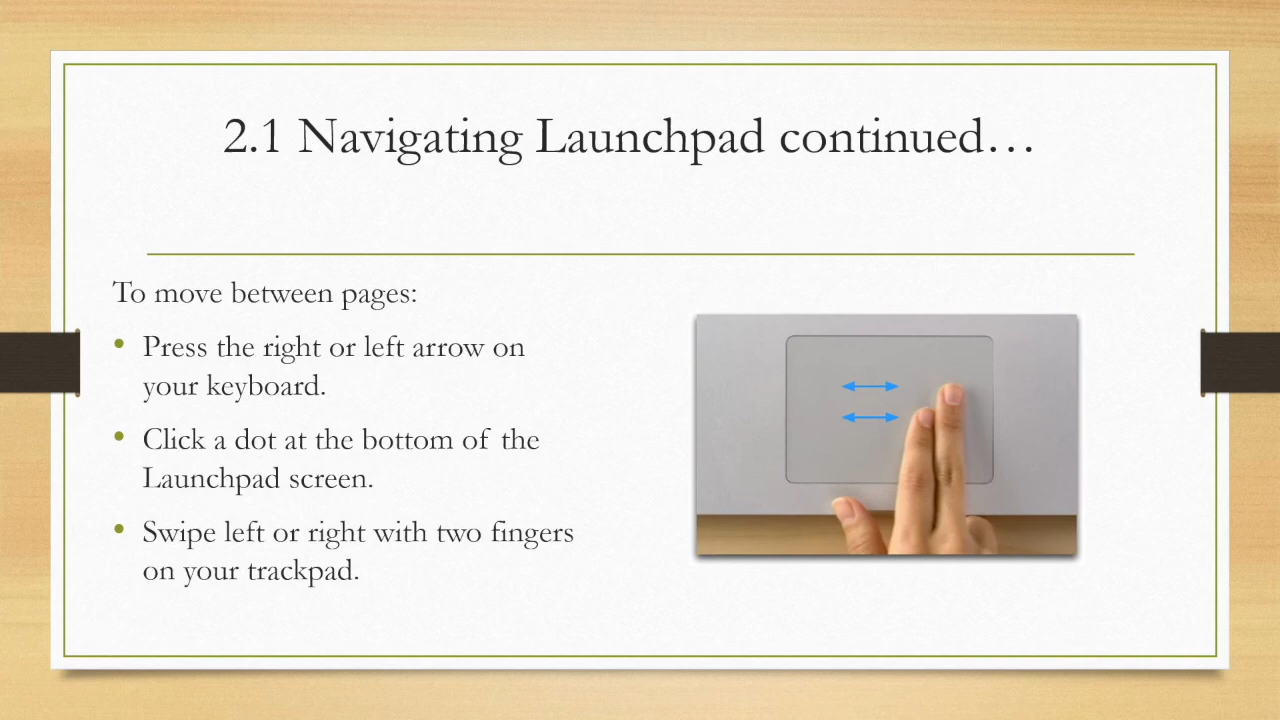 2.1 Navigating Launchpad continued…
To move between pages:
• Press the right or left arrow on
your keyboard.
• Click a dot at the bottom of the
Launchpad screen.
• Swipe left or right with two fingers
on your trackpad.